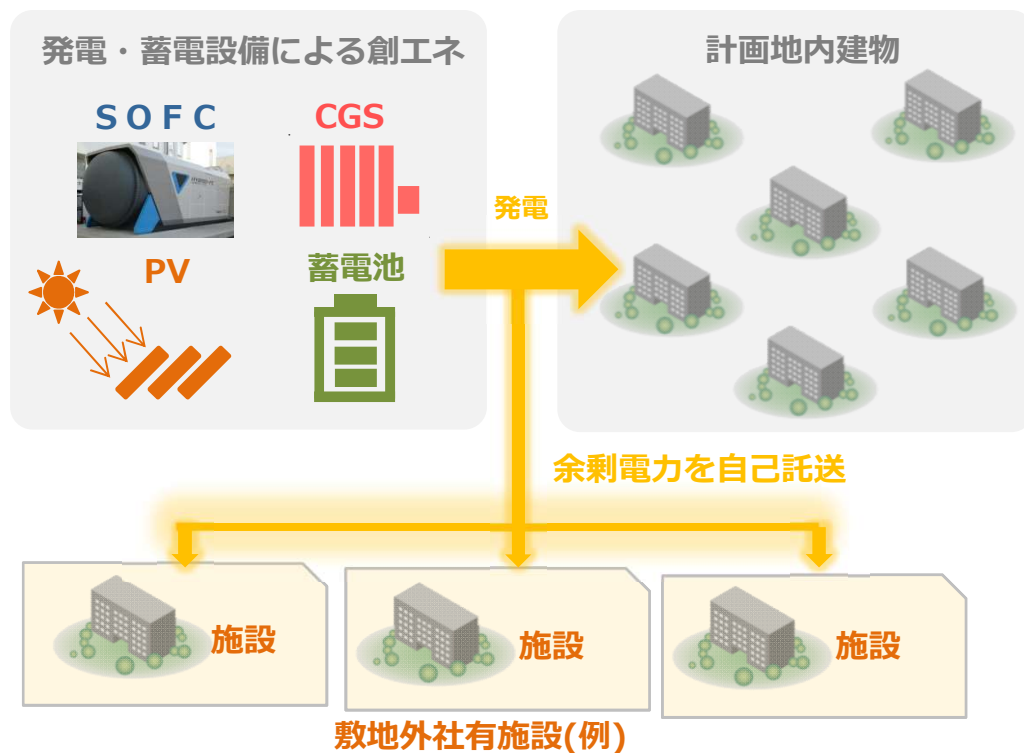 発電・蓄電設備による創エネ
計画地内建物
SOFC
CGS
発電
PV
蓄電池
余剰電力を自己託送
施設
施設
施設
敷地外社有施設(例)